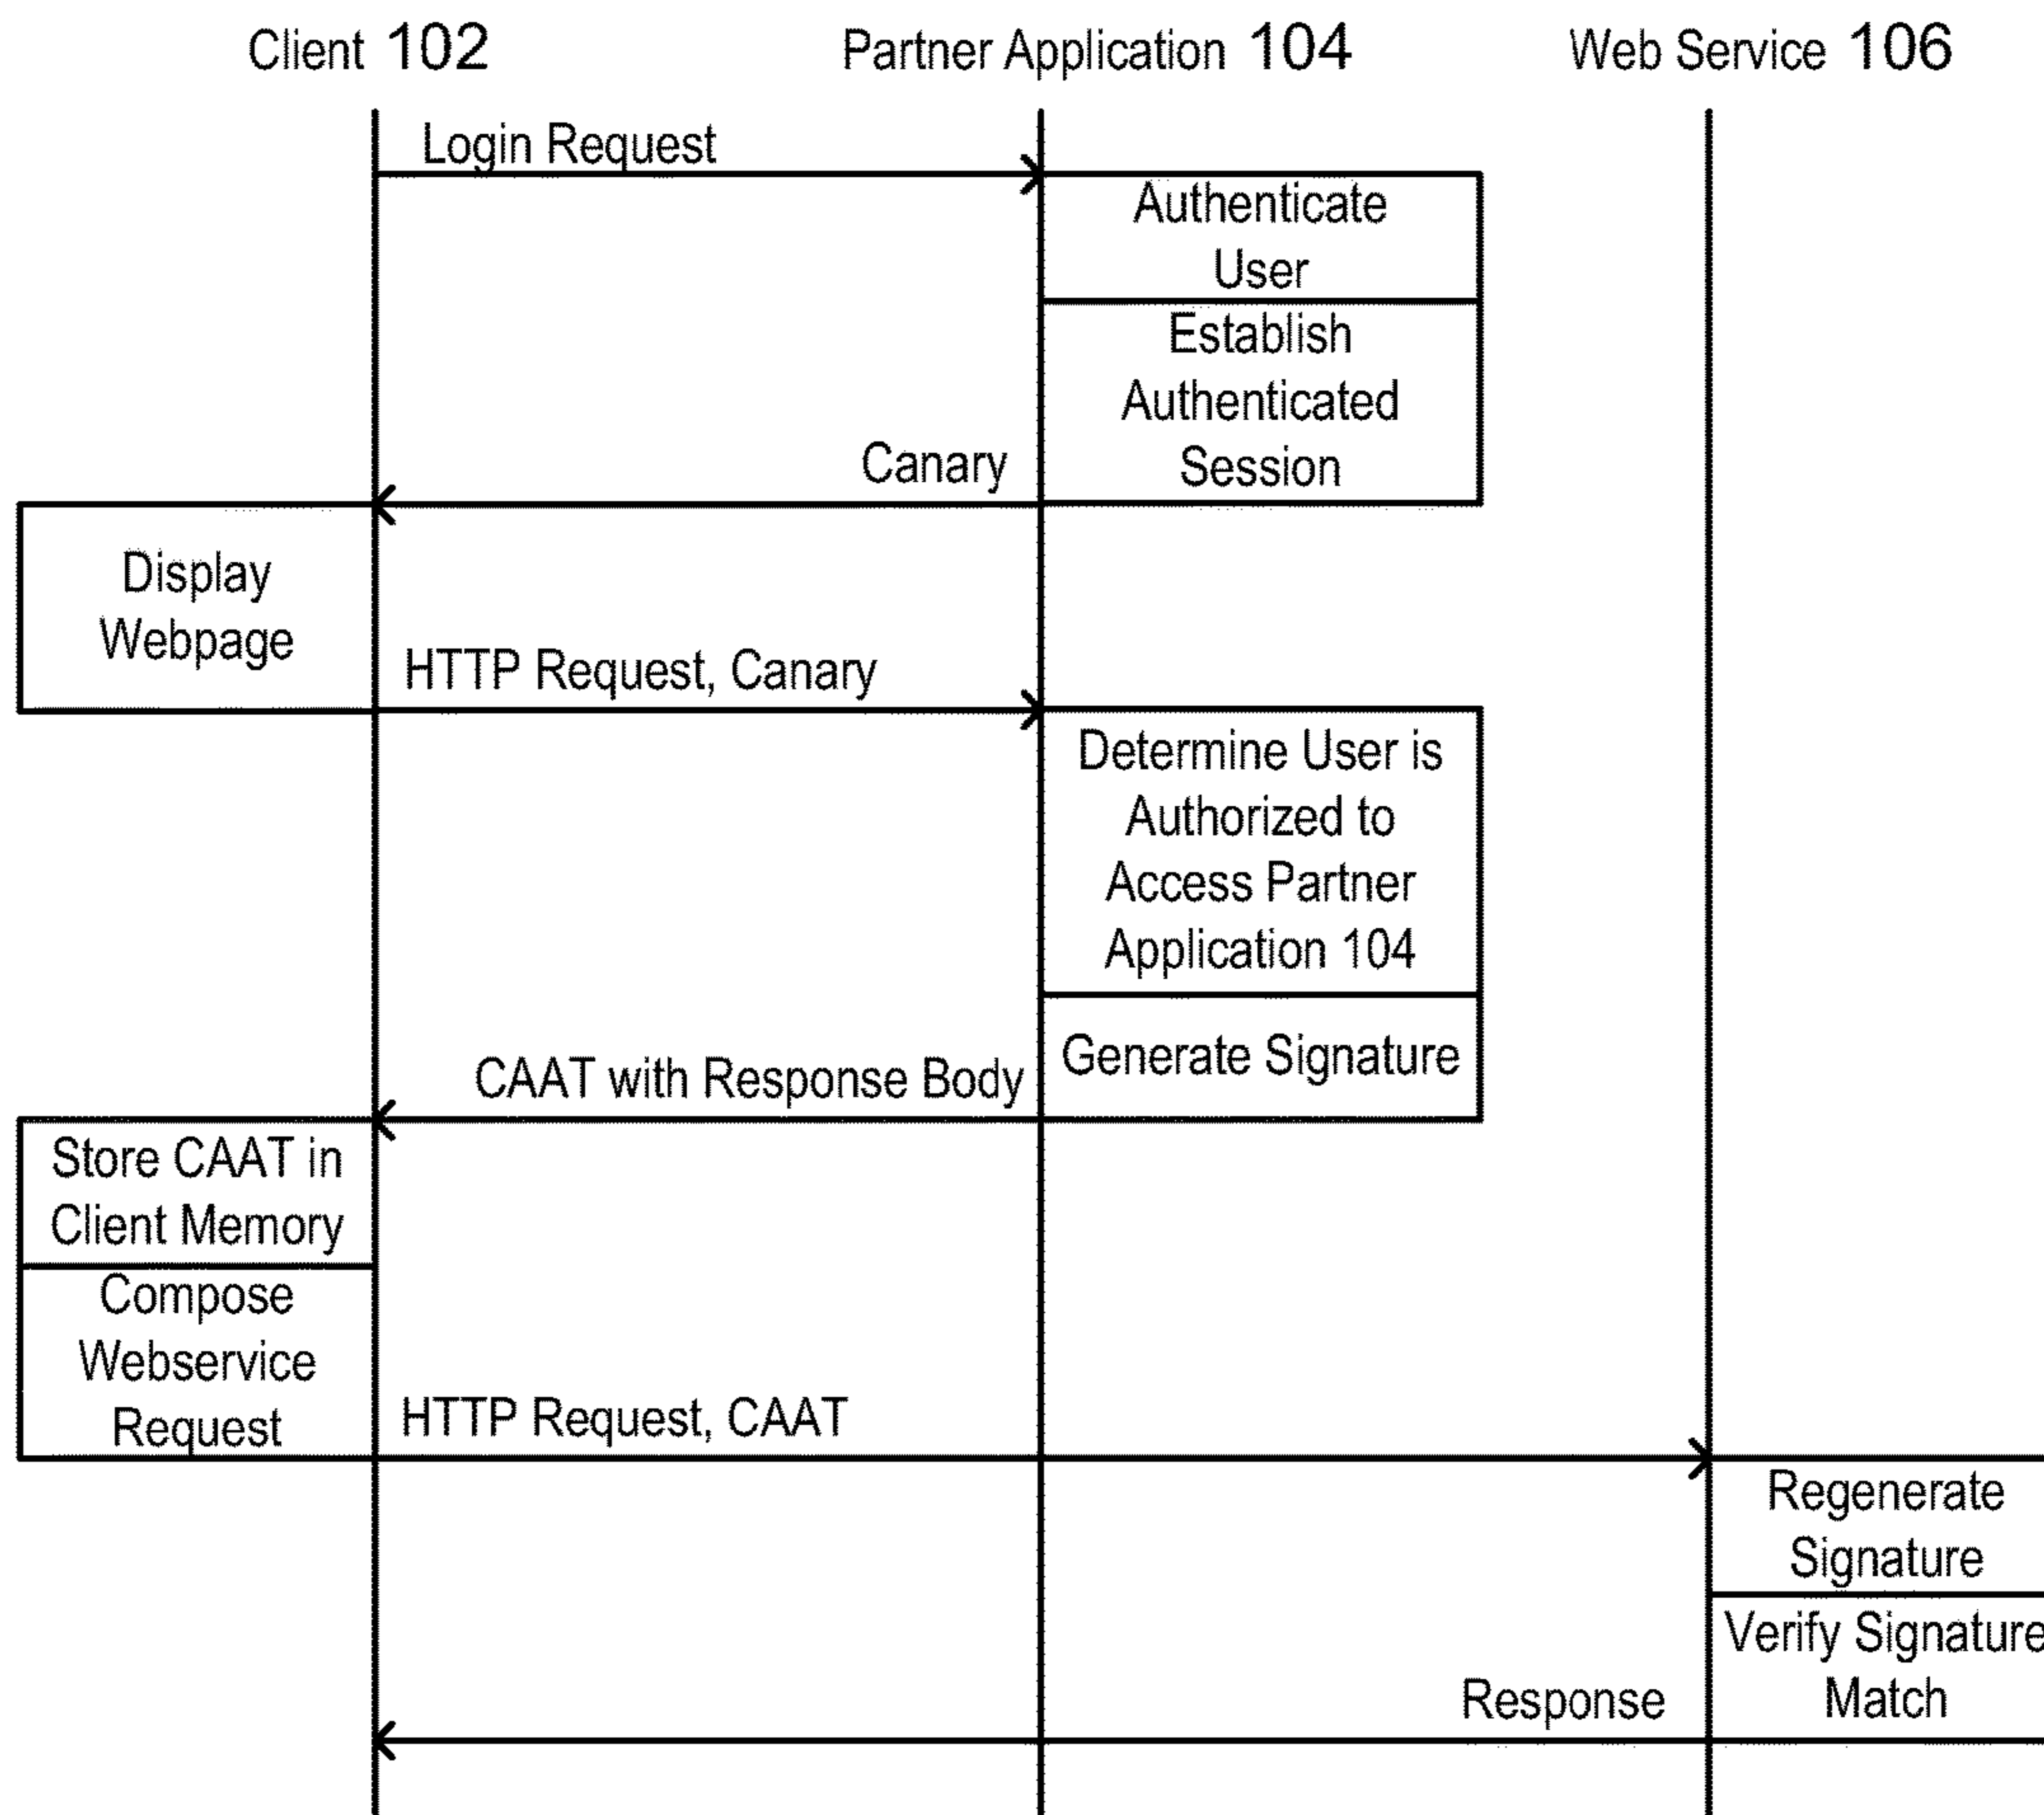 Client 102
Partner Application 104
Web Service 106
Login Request
Authenticate
User
Establish
Authenticated
Session
Canary
Display
Webpage
HTTP Request, Canary
Determine User is
Authorized to
Access Partner
Application 104
Generate Signature
CAAT with Response Body
Store CAAT in
Client Memory
Compose
Webservice
Request
HTTP Request, CAAT
Regenerate
Signature
Verify Signature
Match
Response